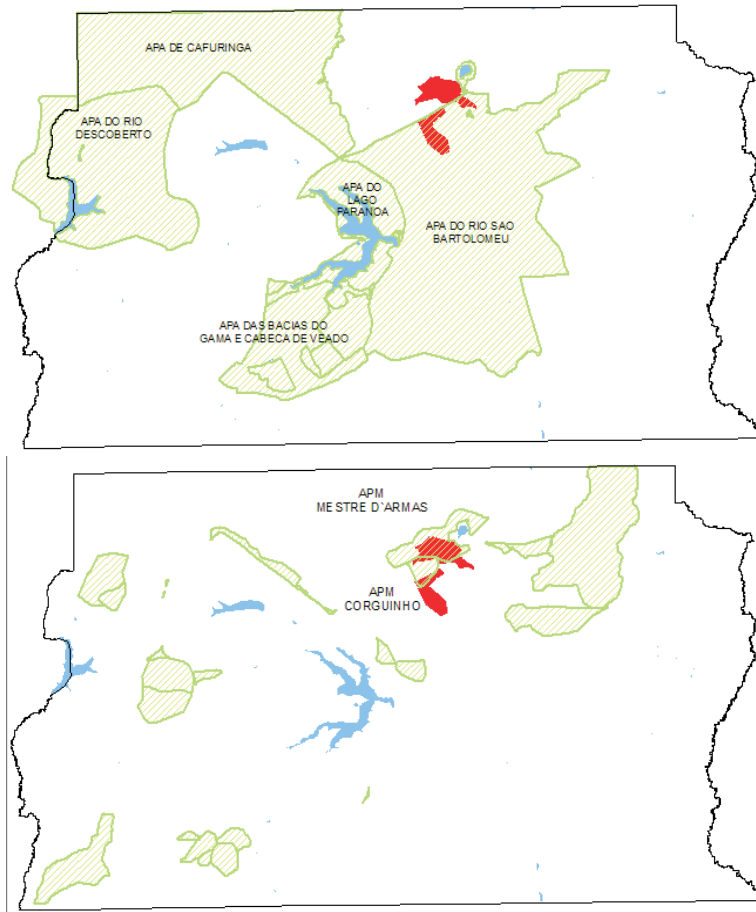 APA DE CAFURINGA
APA DO RIO
DESCOBERTO
APA DO
LAGO
PARANOA
APA DO RIO SAO
BARTOLOMEU
APA DAS BACIAS DO
GAMA E CABECA DE VEADO
APM
MESTRE D`ARMAS
APM
CORGUINHO